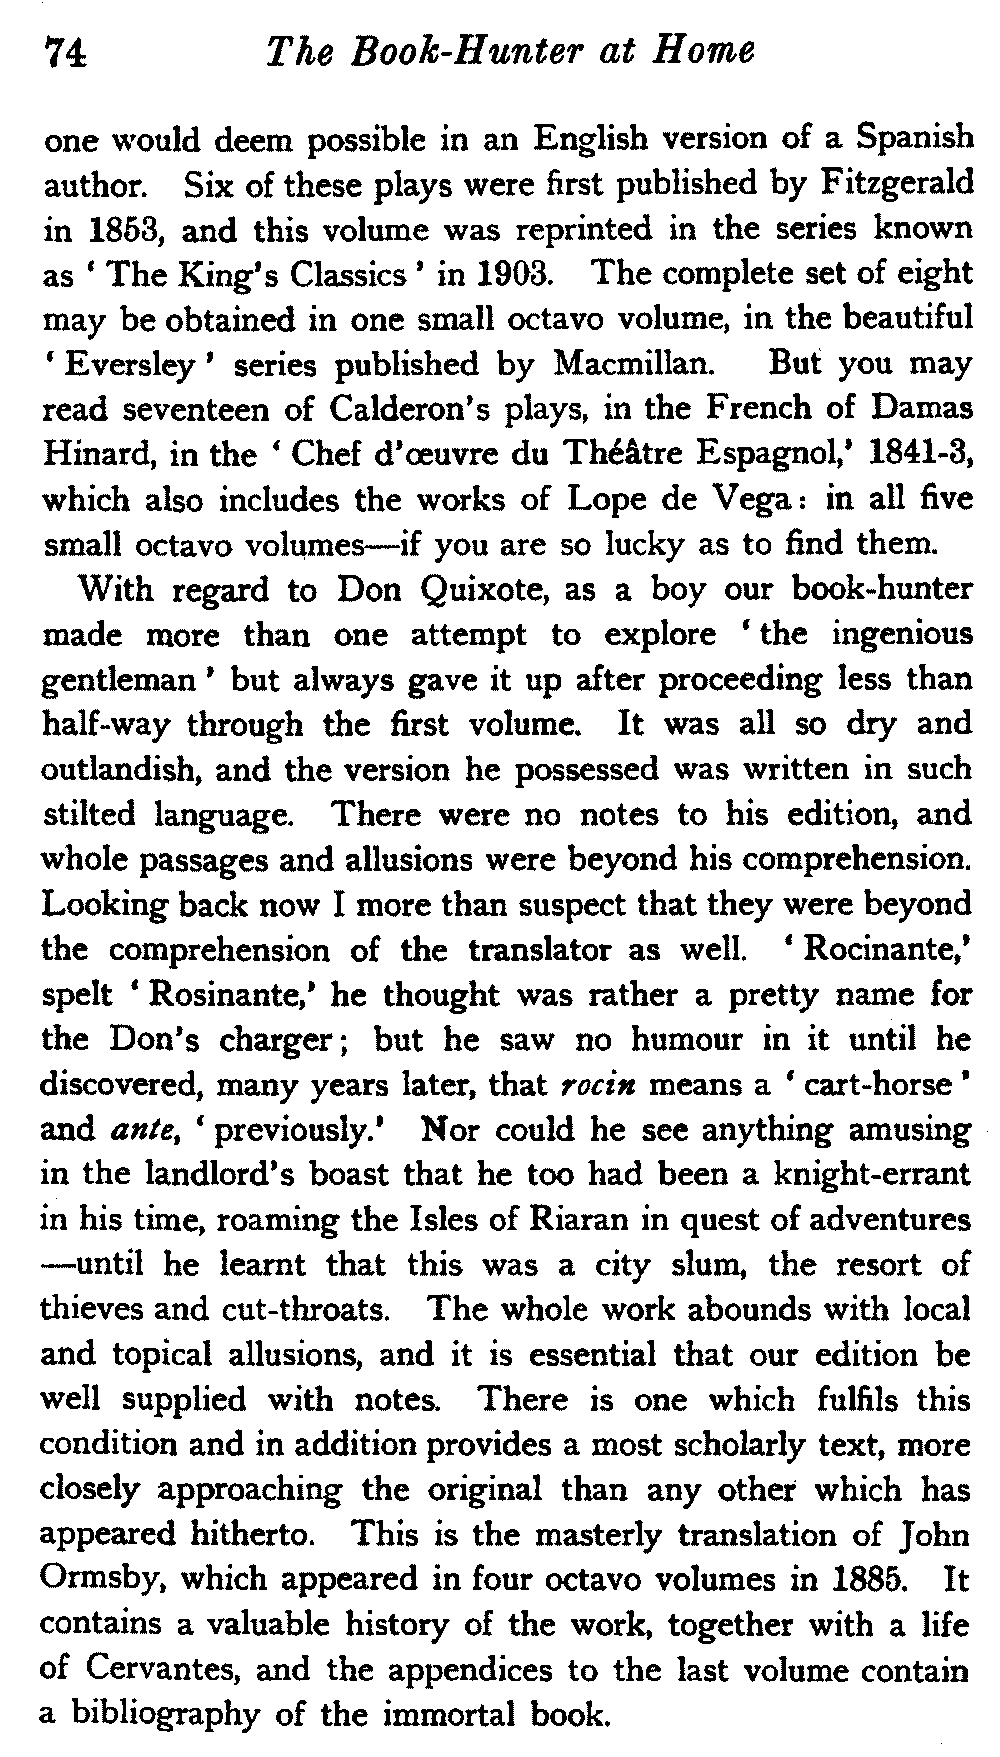 74 The Book-Hunter at Home
one would deem possible in an English version of a Spanish
author. Six of these plays were first published by Fitzgerald
in 1853, and this volume was reprinted in the series known
as ‘ The King's Classics ’ in 1903. The complete set of eight
may be obtained in one small octavo volume, in the beautiful
‘ Eversley ’ series published by Macmillan. But you may
read seventeen of Calderon's plays, in the French of Damas
Hinard, in the ‘ Chef d'œuvre du Théâtre Espagnol,’ 1841-3,
which also includes the works of Lope de Vega: in all five
small octavo volumes—if you are so lucky as to find them.
With regard to Don Quixote, as a boy our book-hunter
made more than one attempt to explore ‘ the ingenious
gentleman ’ but always gave it up after proceeding less than
half-way through the first volume. It was all so dry and
outlandish, and the version he possessed was written in such
stilted language. There were no notes to his edition, and
whole passages and allusions were beyond his comprehension.
Looking back now I more than suspect that they were beyond
the comprehension of the translator as well. ‘ Rocinante,’
spelt ‘ Rosinante,’ he thought was rather a pretty name for
the Don's charger; but he saw no humour in it until he
discovered, many years later, that rocin means a ‘ cart-horse ’
and ante, ‘ previously.’ Nor could he see anything amusing
in the landlord's boast that he too had been a knight-errant
in his time, roaming the Isles of Riaran in quest of adventures
—until he learnt that this was a city slum, the resort of
thieves and cut-throats. The whole work abounds with local
and topical allusions, and it is essential that our edition be
well supplied with notes. There is one which fulfils this
condition and in addition provides a most scholarly text, more
closely approaching the original than any other which has
appeared hitherto. This is the masterly translation of John
Ormsby, which appeared in four octavo volumes in 1885. It
contains a valuable history of the work, together with a life
of Cervantes, and the appendices to the last volume contain
a bibliography of the immortal book.